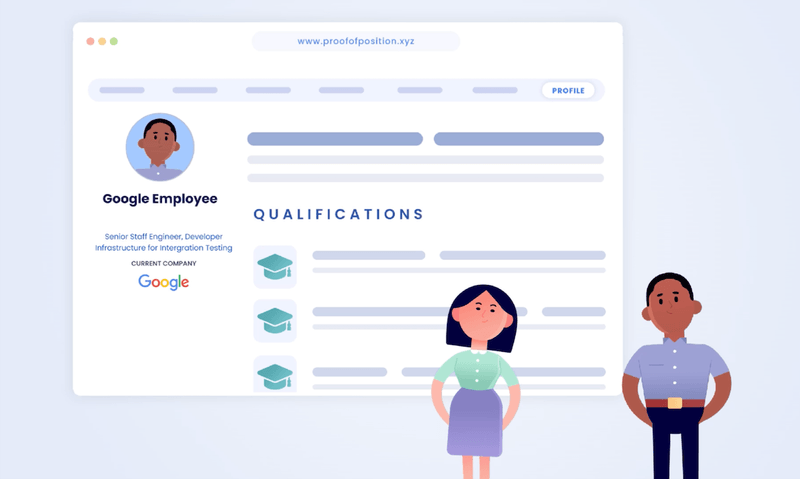 www.proofofposition.xyz
PROFILE
Google Employee
QUALIFICATIONS
Senior Staff Engineer, Developer
Infrastructure for Intergration Testing
CURRENT COMPANY
Google